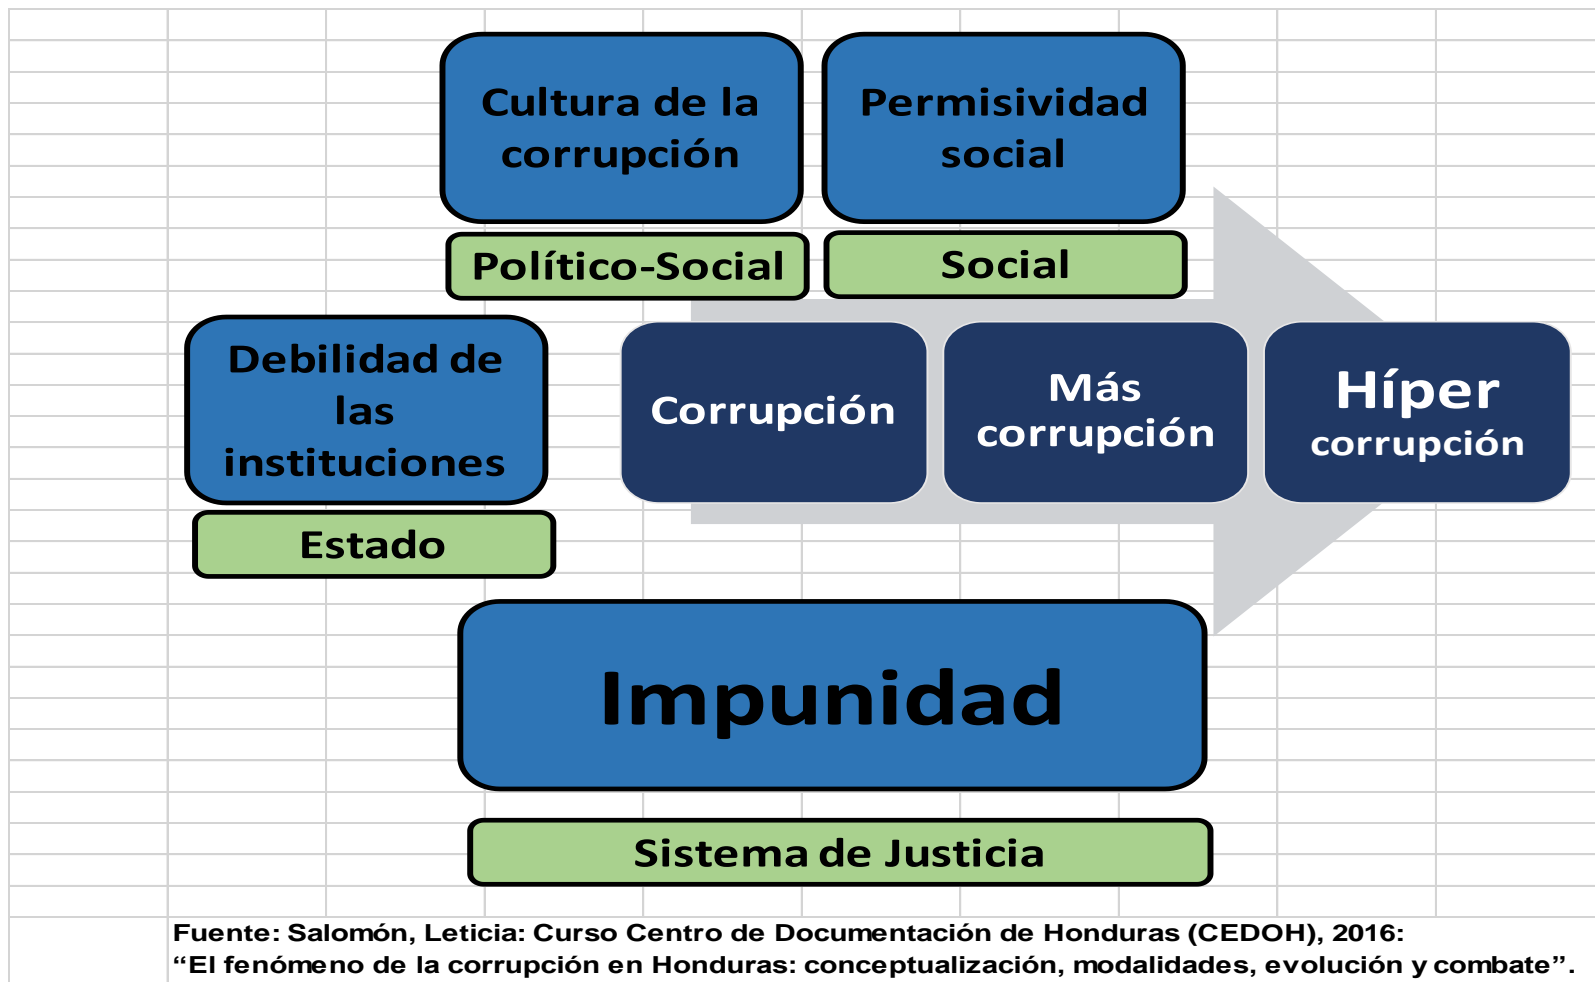 Cultura de la
corrupción
Permisividad
social
Político-Social
Social
Debilidad de
las
instituciones
Estado
Corrupción
Más
corrupción
Híper
corrupción
Impunidad
Sistema de Justicia
Fuente: Salomón, Leticia: Curso Centro de Documentación de Honduras (CEDOH), 2016:
“El fenómeno de la corrupción en Honduras: conceptualización, modalidades, evolución y combate”.